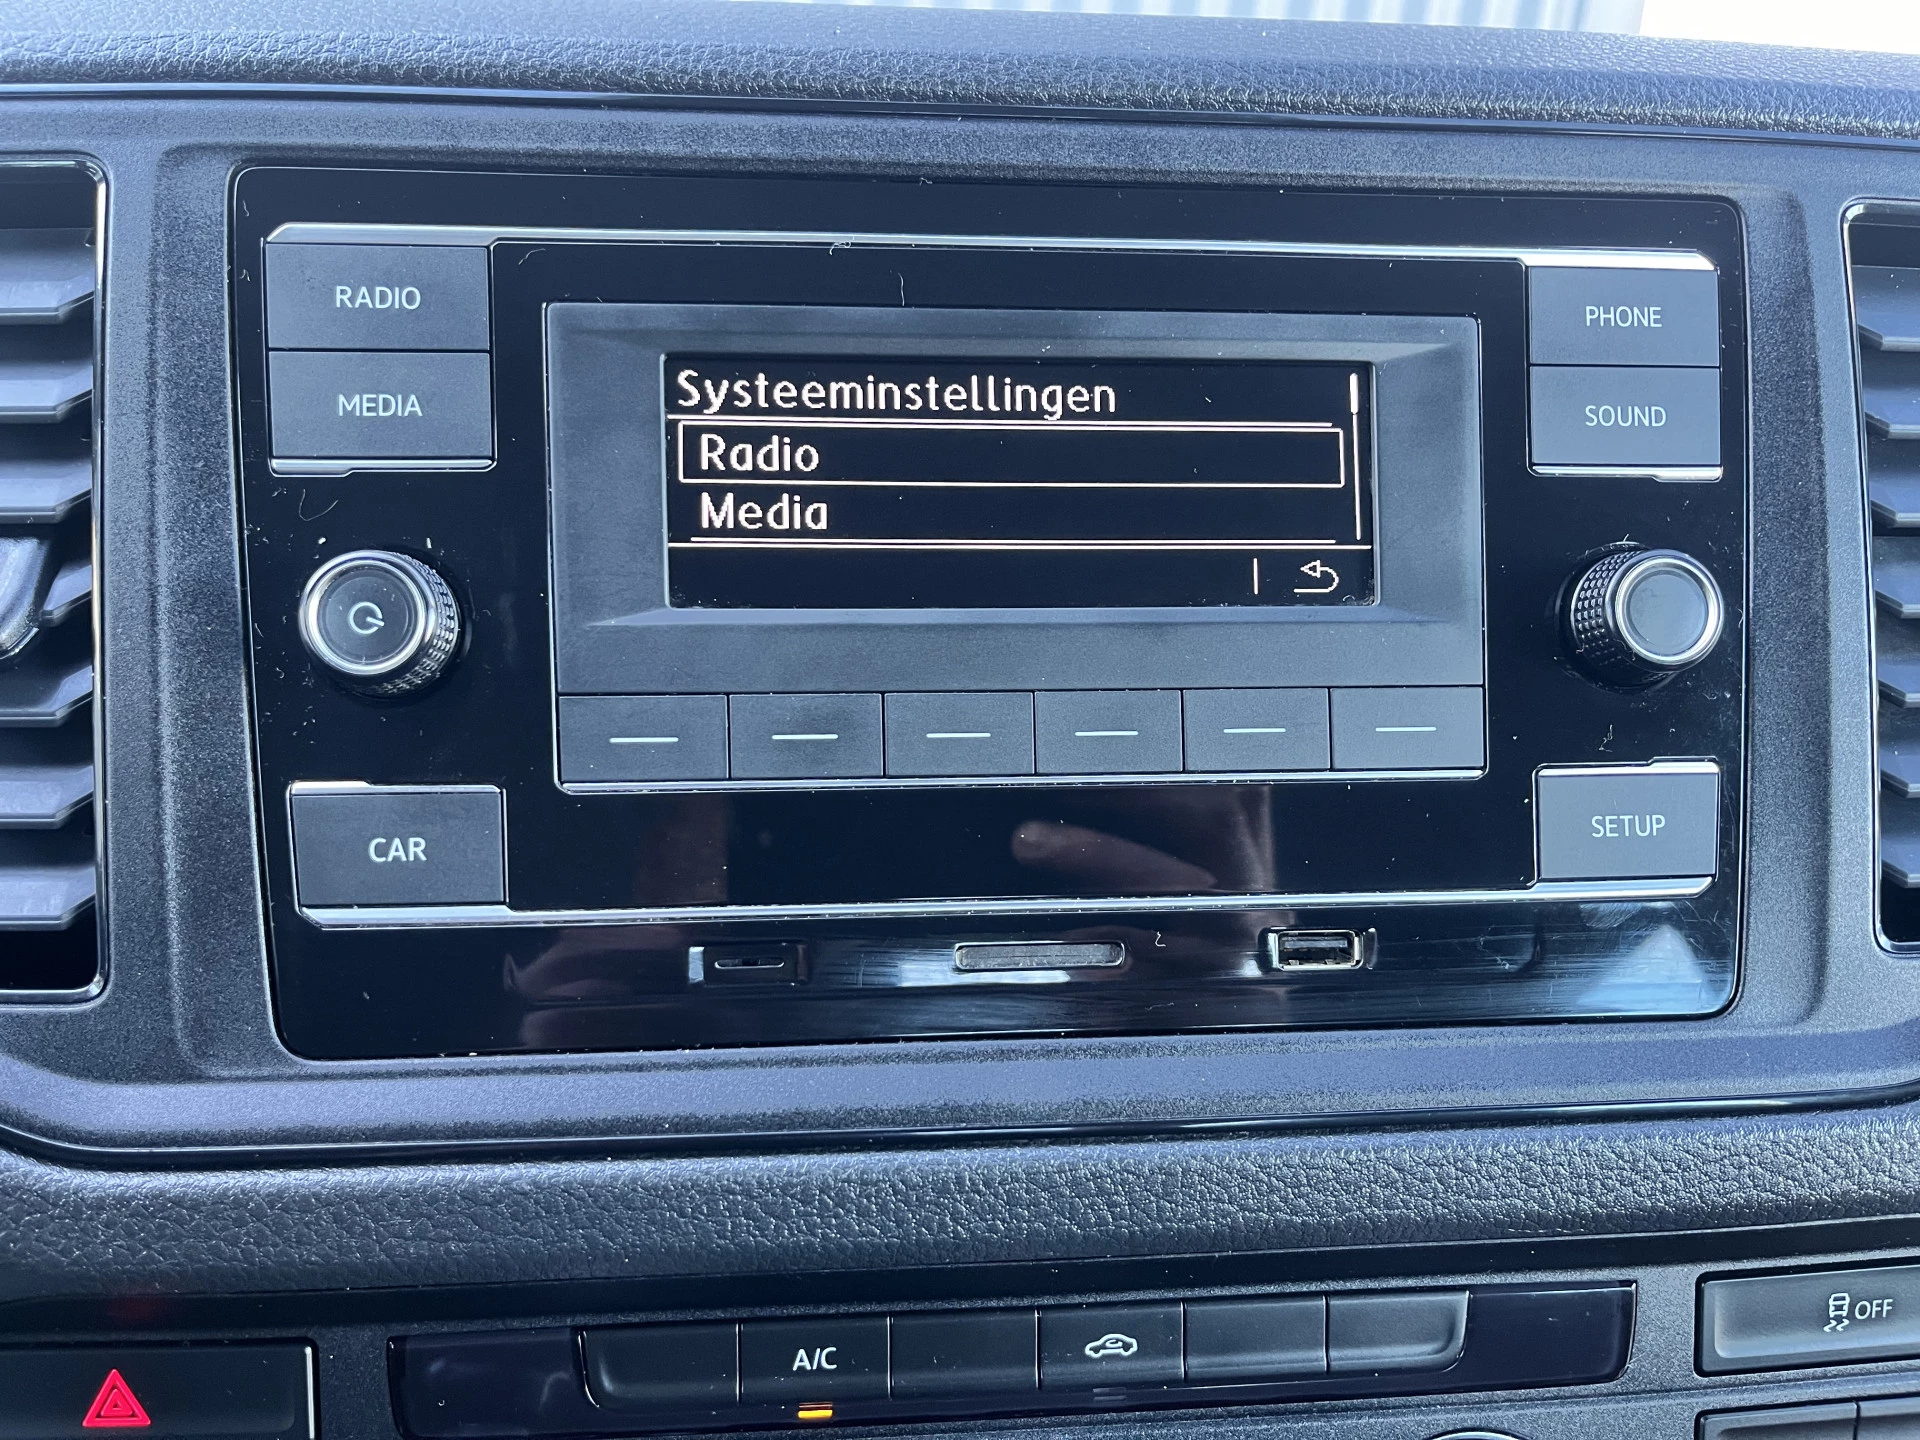 RADIO
PHONE
MEDIA
SOUND
Systeeminstellingen
Radio
Media
CAR
SETUP
A/C
OFF